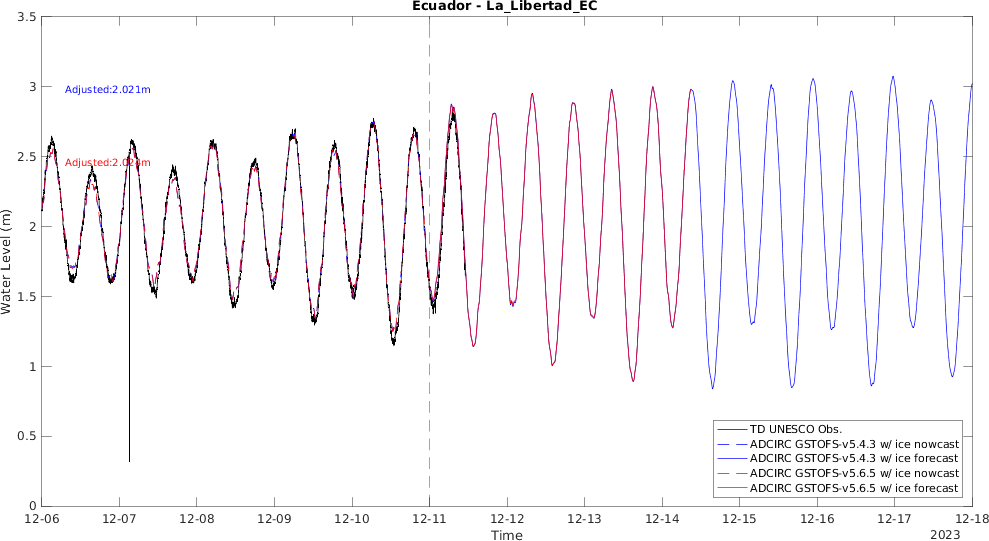 Ecuador - La_Libertad_EC
3.5
3
2.5
2
1.5
1
0.5
0
Water Level (m)
Adjusted:2.021m
Adjusted:2.028m
TD UNESCO Obs.
ADCIRC GSTOFS-v5.4.3 w/ ice nowcast
ADCIRC GSTOFS-v5.4.3 w/ ice forecast
ADCIRC GSTOFS-v5.6.5 w/ ice nowcast
ADCIRC GSTOFS-v5.6.5 w/ ice forecast
12-06 12-07 12-08 12-09 12-10 12-11 12-12 12-13 12-14 12-15 12-16 12-17 12-18
Time
2023